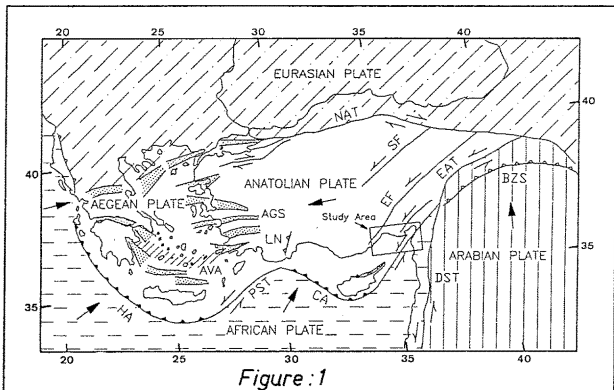 20 25 30 35 40
EURASIAN PLATE
40
NAT
SF
EAT
40
ANATOLIAN PLATE
BZS
AEGEAN PLATE
EF
AGS
Study Area
LN
ARABIAN PLATE
35
AVA
DST
35
PST
CA
HA
AFRICAN PLATE
20 25 30 35 40
Figure:1